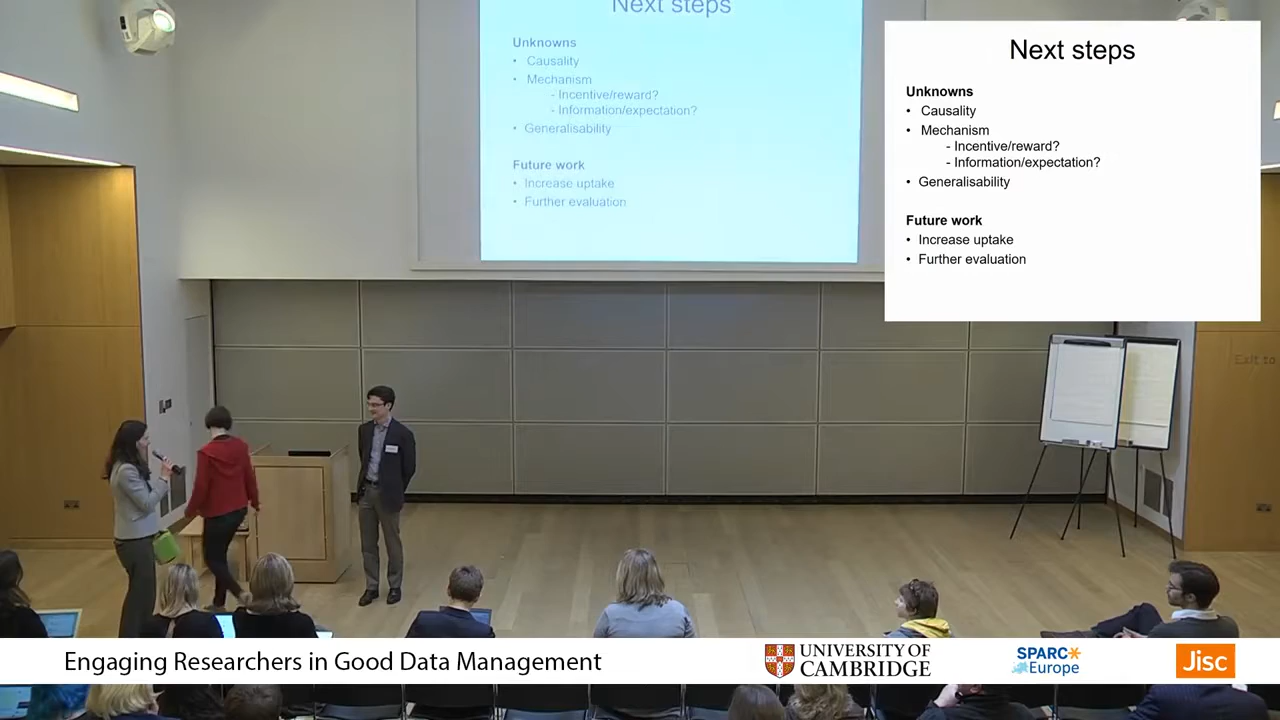 Next steps
Unknowns
• Causality
• Mechanism
- Incentive/reward?
- Information/expectation?
• Generalisability
Future work
• Increase uptake
• Further evaluation
Next steps
Unknowns
• Causality
• Mechanism
- Incentive/reward?
- Information/expectation?
• Generalisability
Future work
• Increase uptake
• Further evaluation
Exit to
Engaging Researchers in Good Data Management
UNIVERSITY OF
CAMBRIDGE
SPARC
Europe
Jisc